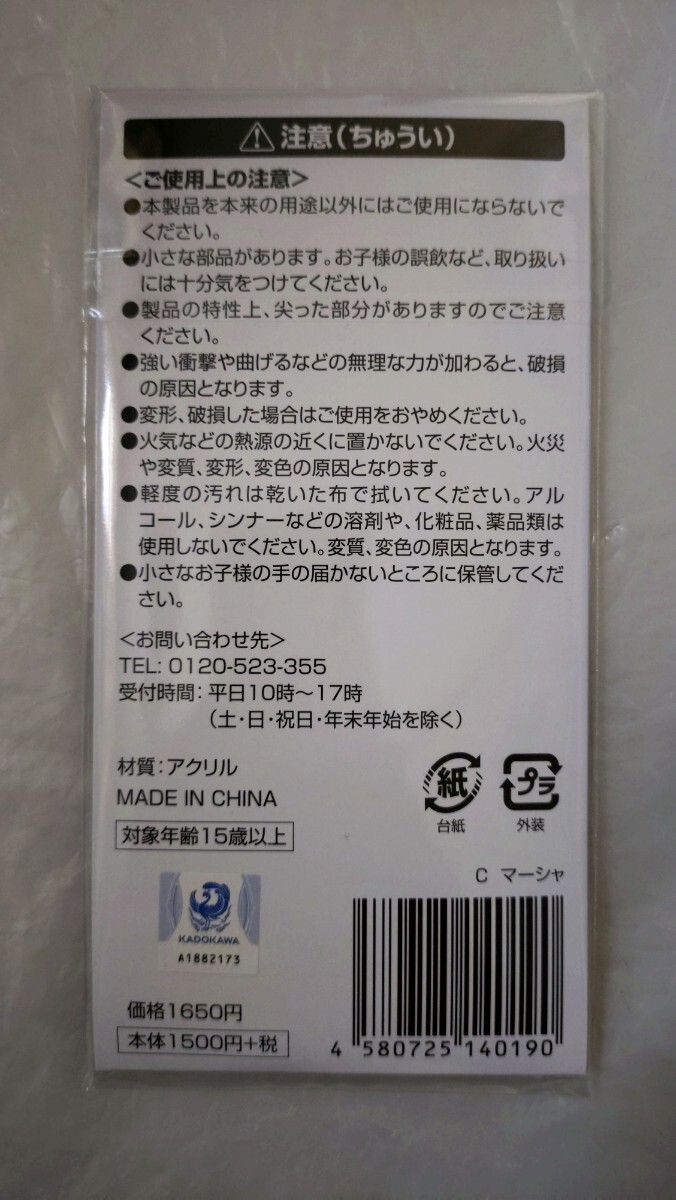 ⚠ 注意(ちゅうい)
<ご使用上の注意>
●本製品を本来の用途以外にはご使用にならないで
ください。
●小さな部品があります。お子様の誤飲など、取り扱い
には十分気をつけてください。
●製品の特性上、尖った部分がありますのでご注意
ください。
●強い衝撃や曲げるなどの無理な力が加わると、破損
の原因となります。
●変形、破損した場合はご使用をおやめください。
●火気などの熱源の近くに置かないでください。火災
や変質、変形、変色の原因となります。
●軽度の汚れは乾いた布で拭いてください。アル
コール、シンナーなどの溶剤や、化粧品、薬品類は
使用しないでください。変質、変色の原因となります。
●小さなお子様の手の届かないところに保管してくだ
さい。
<お問い合わせ先>
TEL: 0120-523-355
受付時間:平日10時〜17時
(土・日・祝日・年末年始を除く)
材質:アクリル
MADE IN CHINA
対象年齢15歳以上
紙
台紙
プラ
外装
C マーシャ
KADOKAWA
A1882173
価格1650円
本体1500円+税
4 580725 140190